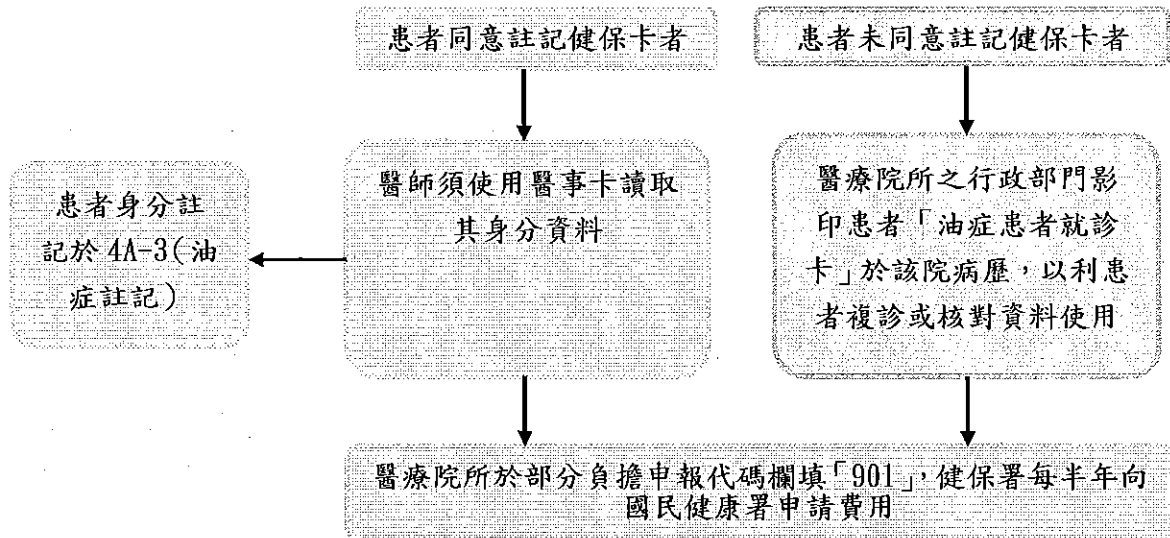 患者同意註記健保卡者
患者未同意註記健保卡者
醫師須使用醫事卡讀取
其身分資料
患者身分註
記於 4A-3(油
症註記)
醫療院所之行政部門影
印患者「油症患者就診
卡」於該院病歷,以利患
者複診或核對資料使用
醫療院所於部分負擔申報代碼欄填「901」,健保署每半年向
國民健康署申請費用